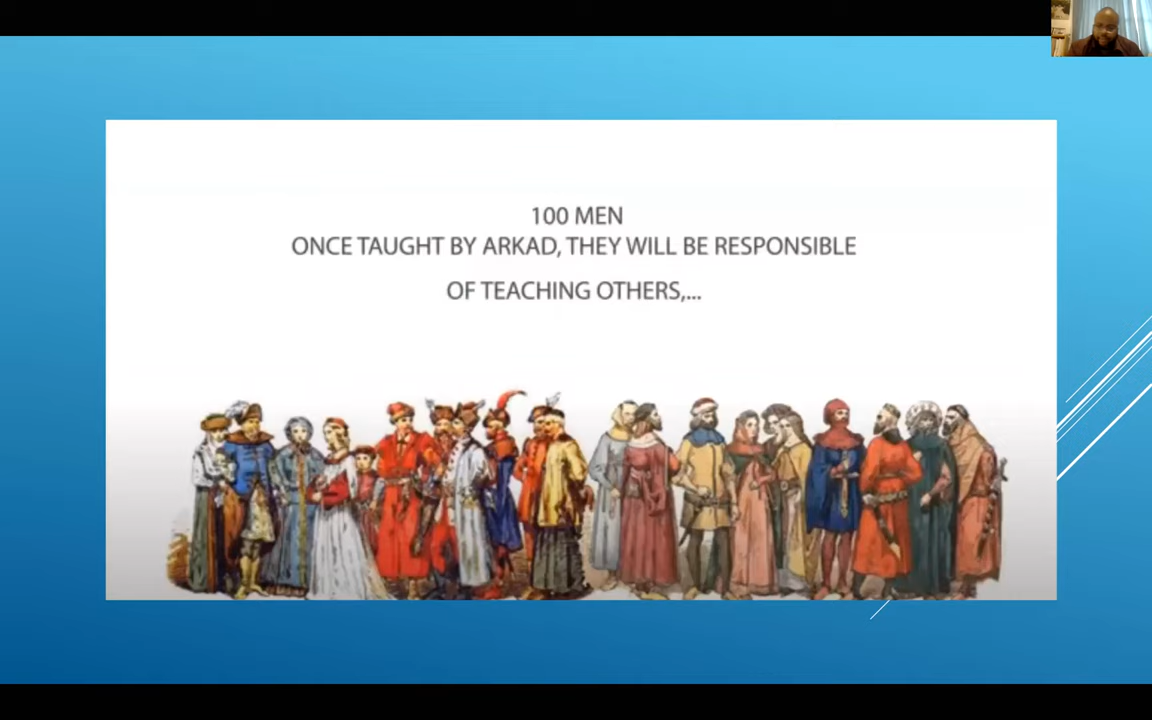 100 MEN
ONCE TAUGHT BY ARKAD, THEY WILL BE RESPONSIBLE
OF TEACHING OTHERS,...